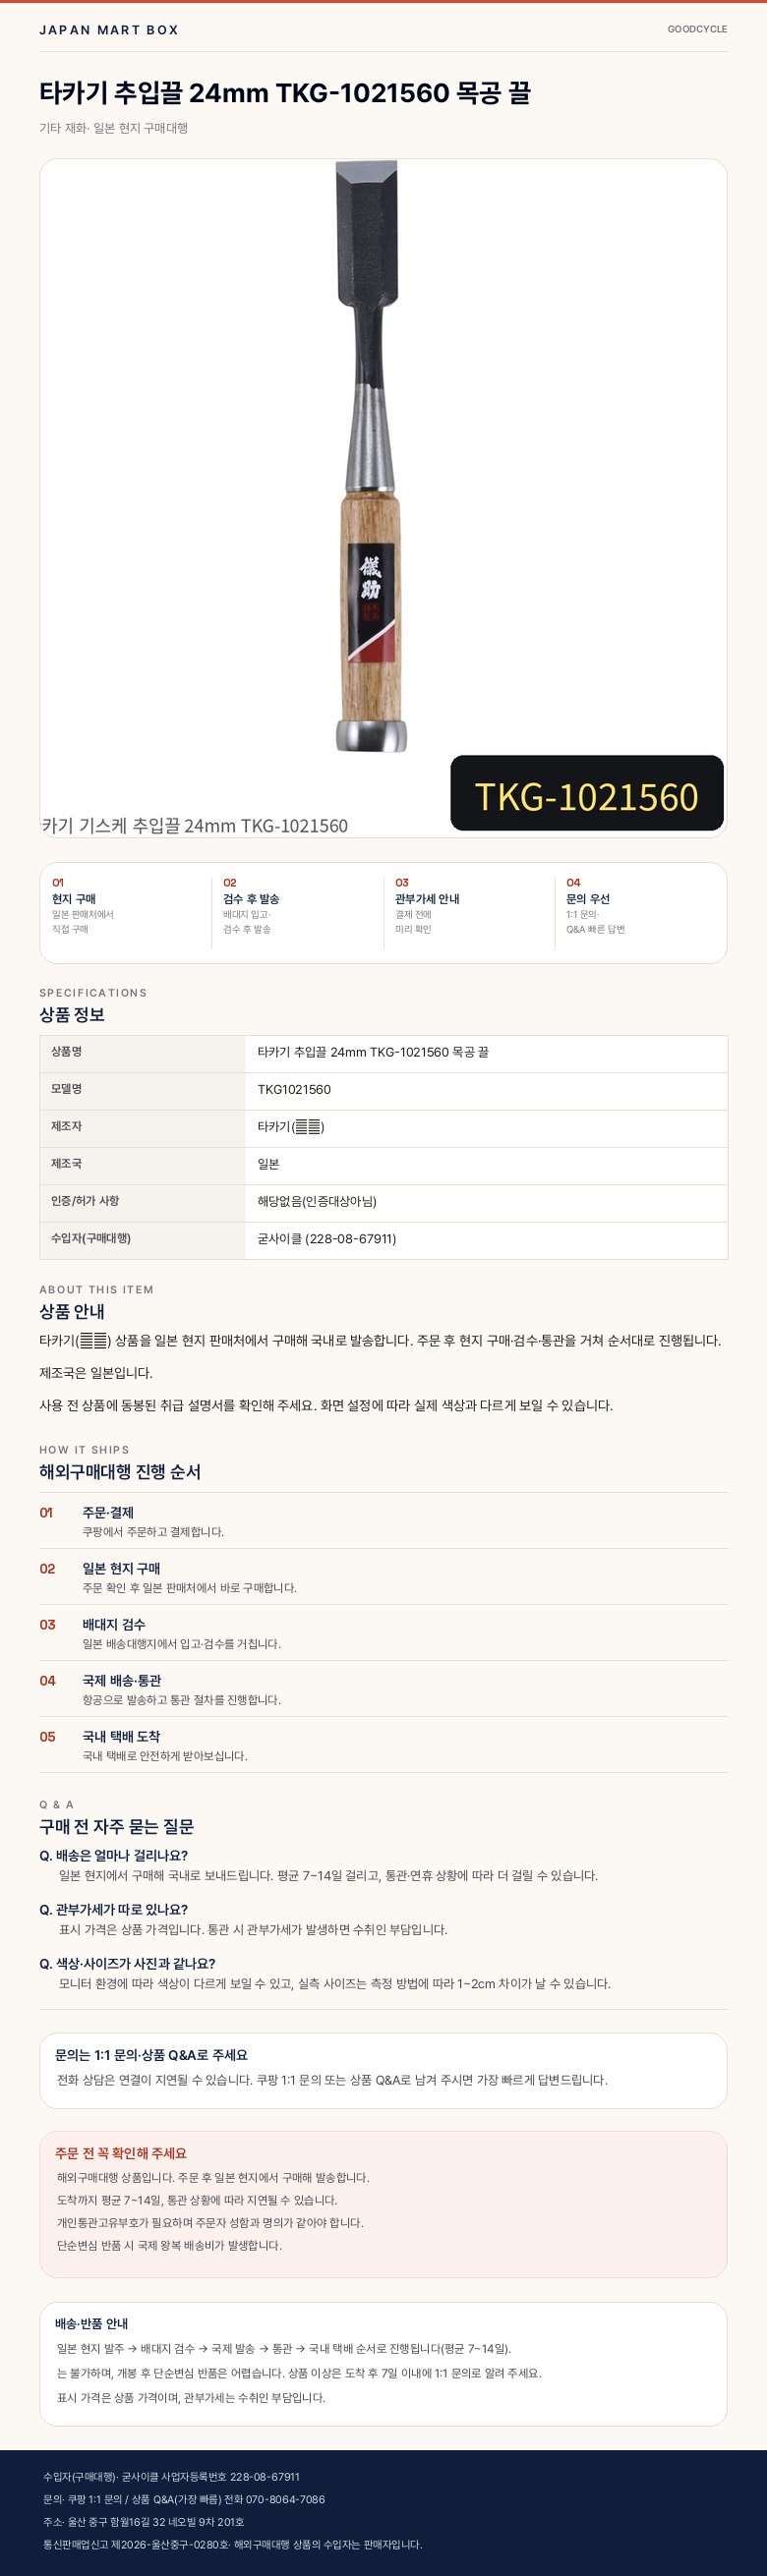 JAPAN MART BOX
GOODCYCLE
타카기 추입끌 24mm TKG-1021560 목공 끌
기타 재화· 일본 현지 구매대행
儀助
TKG-1021560
카기 기스케 추입끌 24mm TKG-1021560
01
현지 구매
일본 판매처에서
직접 구매
02
검수 후 발송
배대지 입고·
검수 후 발송
03
관부가세 안내
결제 전에
미리 확인
04
문의 우선
1:1 문의·
Q&A 빠른 답변
SPECIFICATIONS
상품 정보
상품명 타카기 추입끌 24mm TKG-1021560 목공 끌
모델명 TKG1021560
제조자 타카기()
제조국 일본
인증/허가 사항 해당없음(인증대상아님)
수입자(구매대행) 굳사이클 (228-08-67911)
ABOUT THIS ITEM
상품 안내
타카기() 상품을 일본 현지 판매처에서 구매해 국내로 발송합니다. 주문 후 현지 구매·검수·통관을 거쳐 순서대로 진행됩니다.
제조국은 일본입니다.
사용 전 상품에 동봉된 취급 설명서를 확인해 주세요. 화면 설정에 따라 실제 색상과 다르게 보일 수 있습니다.
HOW IT SHIPS
해외구매대행 진행 순서
01 주문·결제
쿠팡에서 주문하고 결제합니다.
02 일본 현지 구매
주문 확인 후 일본 판매처에서 바로 구매합니다.
03 배대지 검수
일본 배송대행지에서 입고·검수를 거칩니다.
04 국제 배송·통관
항공으로 발송하고 통관 절차를 진행합니다.
05 국내 택배 도착
국내 택배로 안전하게 받아보십니다.
Q & A
구매 전 자주 묻는 질문
Q. 배송은 얼마나 걸리나요?
일본 현지에서 구매해 국내로 보내드립니다. 평균 7~14일 걸리고, 통관·연휴 상황에 따라 더 걸릴 수 있습니다.
Q. 관부가세가 따로 있나요?
표시 가격은 상품 가격입니다. 통관 시 관부가세가 발생하면 수취인 부담입니다.
Q. 색상·사이즈가 사진과 같나요?
모니터 환경에 따라 색상이 다르게 보일 수 있고, 실측 사이즈는 측정 방법에 따라 1~2cm 차이가 날 수 있습니다.
문의는 1:1 문의·상품 Q&A로 주세요
전화 상담은 연결이 지연될 수 있습니다. 쿠팡 1:1 문의 또는 상품 Q&A로 남겨 주시면 가장 빠르게 답변드립니다.
주문 전 꼭 확인해 주세요
해외구매대행 상품입니다. 주문 후 일본 현지에서 구매해 발송합니다.
도착까지 평균 7~14일, 통관 상황에 따라 지연될 수 있습니다.
개인통관고유부호가 필요하며 주문자 성함과 명의가 같아야 합니다.
단순변심 반품 시 국제 왕복 배송비가 발생합니다.
배송·반품 안내
일본 현지 발주 → 배대지 검수 → 국제 발송 → 통관 → 국내 택배 순서로 진행됩니다(평균 7~14일).
는 불가하며, 개봉 후 단순변심 반품은 어렵습니다. 상품 이상은 도착 후 7일 이내에 1:1 문의로 알려 주세요.
표시 가격은 상품 가격이며, 관부가세는 수취인 부담입니다.
수입자(구매대행)· 굳사이클 사업자등록번호 228-08-67911
문의· 쿠팡 1:1 문의 / 상품 Q&A(가장 빠름) 전화 070-8064-7086
주소· 울산 중구 함월16길 32 네오빌 9차 201호
통신판매업신고 제2026-울산중구-0280호· 해외구매대행 상품의 수입자는 판매자입니다.